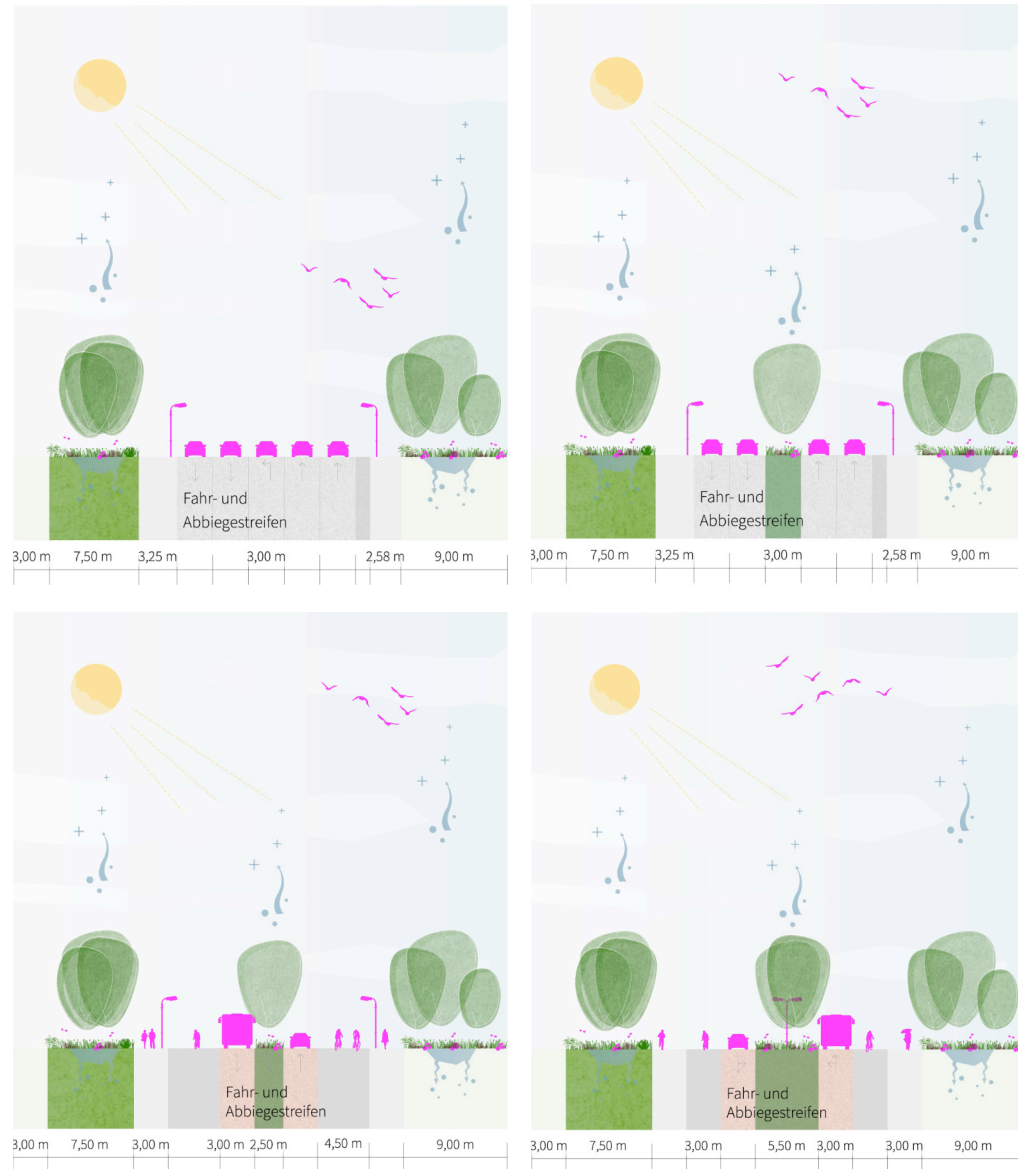 Fahr- und
Abbiegestreifen
3,00 m 7,50 m 3,25 m 3,00 m 2,58 m 9,00 m
Fahr- und
Abbiegestreifen
3,00 m 7,50 m 3,25 m 3,00 m 2,58 m 9,00 m
Fahr- und
Abbiegestreifen
3,00 m 7,50 m 3,00 m 3,00 m 2,50 m 4,50 m 9,00 m
Fahr- und
Abbiegestreifen
3,00 m 7,50 m 3,00 m 5,50 m 3,00 m 3,00 m 9,00 m